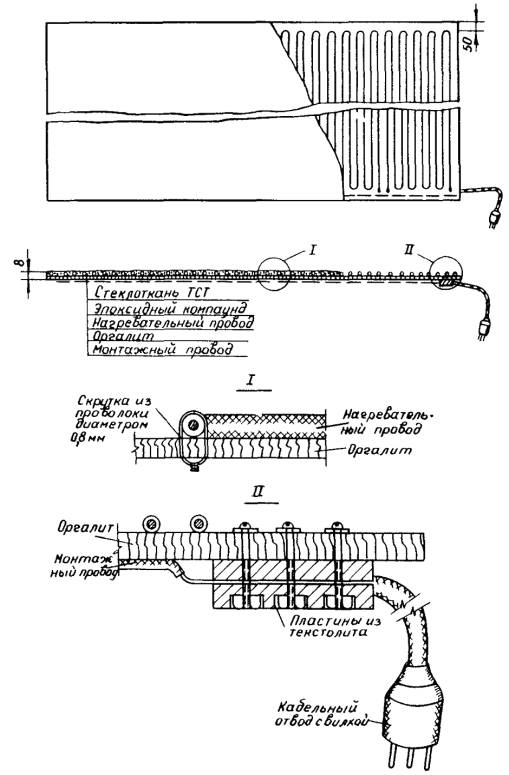 50
I
II
8
Стеклоткань ТСТ
Эпоксидный компаунд
Нагревательный провод
Оргалит
Монтажный провод
I
Скрутка из
проволоки
диаметром
0,8 мм
Нагреватель-
ный провод
Оргалит
II
Оргалит
Монтаж
ный провод
Пластины из
текстолита
Кабельный
отвод с вилкой